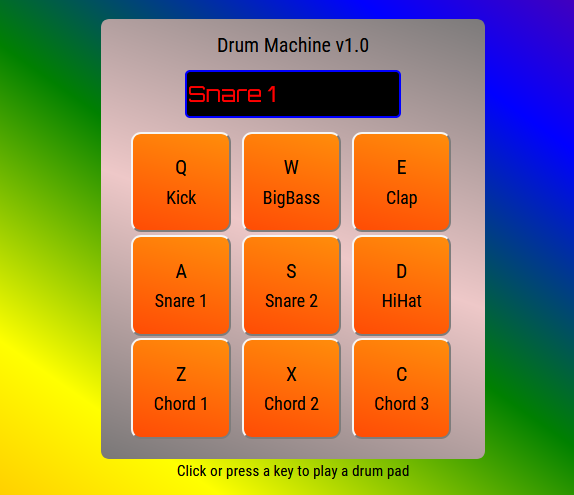 Drum Machine v1.0
Snare 1
Q W E
Kick BigBass Clap
A S D
Snare 1 Snare 2 HiHat
Z X C
Chord 1 Chord 2 Chord 3
Click or press a key to play a drum pad